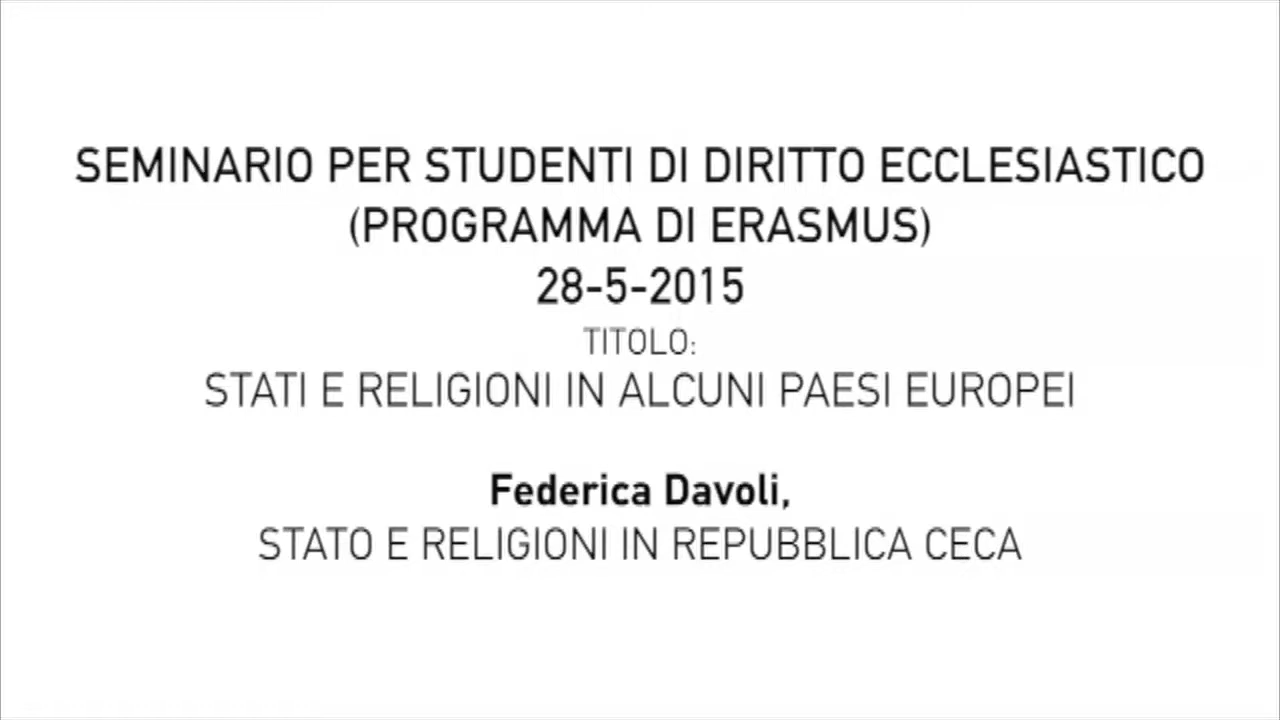 SEMINARIO PER STUDENTI DI DIRITTO ECCLESIASTICO
(PROGRAMMA DI ERASMUS)
28-5-2015
TITOLO:
STATI E RELIGIONI IN ALCUNI PAESI EUROPEI
Federica Davoli,
STATO E RELIGIONI IN REPUBBLICA CECA